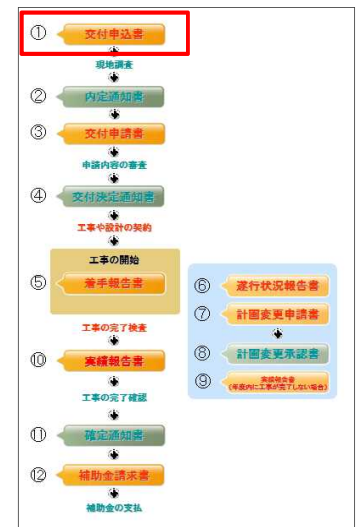 ① 交付申込書
現地調査
② 内定通知書
③ 交付申請書
申請内容の審査
④ 交付決定通知書
工事や設計の契約
工事の開始
⑤ 着手報告書
工事の完了検査
⑩ 実績報告書
工事の完了確認
⑪ 確定通知書
⑫ 補助金請求書
補助金の支払
⑥ 遂行状況報告書
⑦ 計画変更申請書
⑧ 計画変更承認書
⑨ 実績報告書
(年度内に工事が完了しない場合)